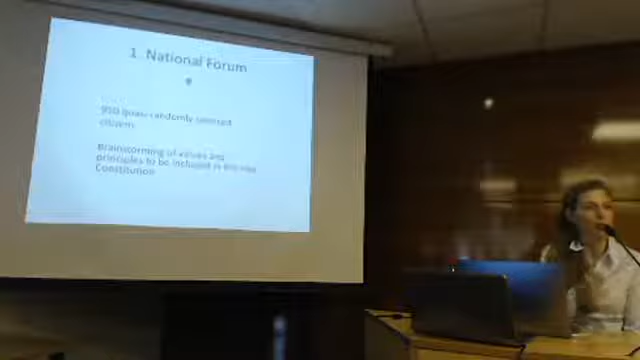 1. National Forum
950 quasi-randomly selected
citizens
Brainstorming of values and
principles to be included in the new
Constitution